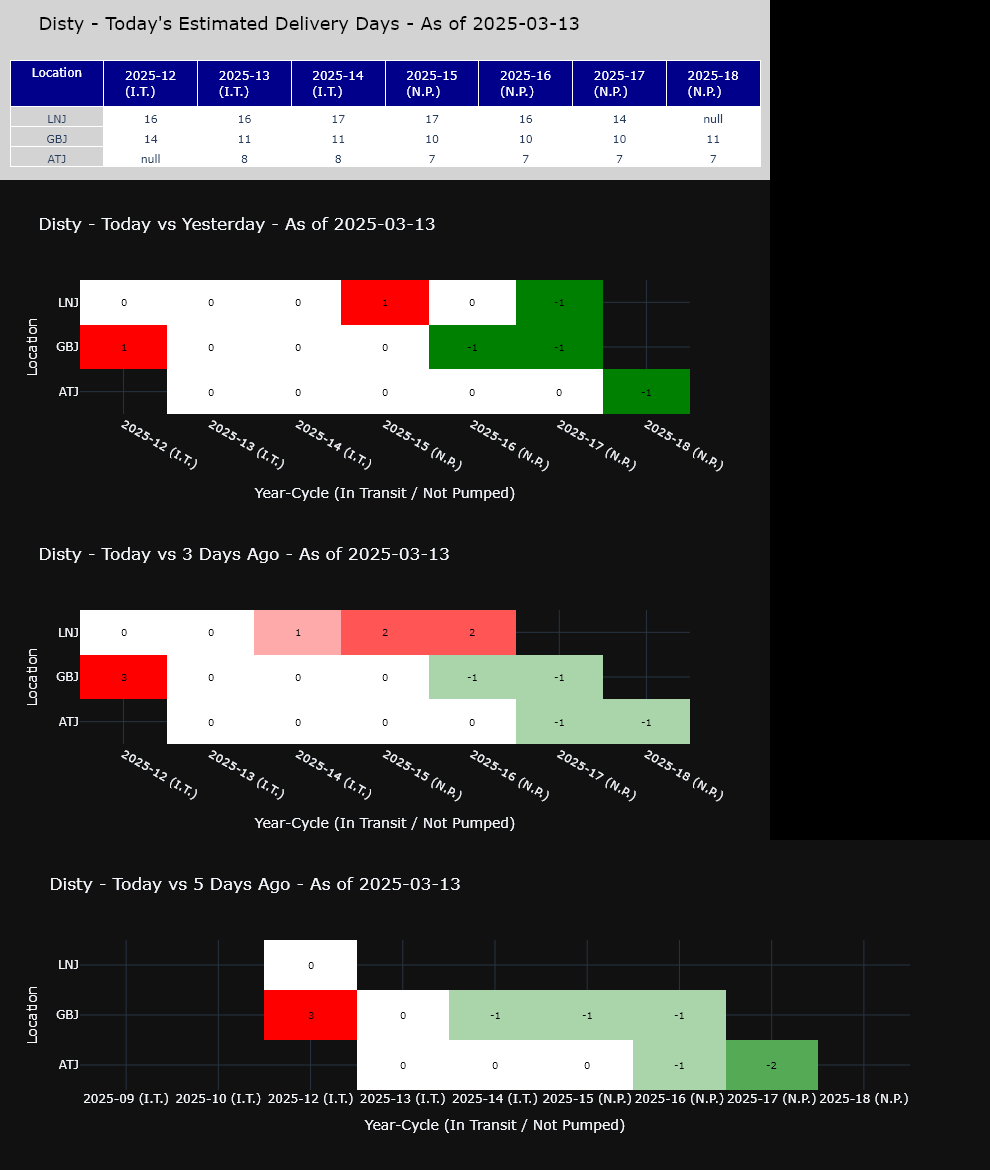 Disty - Today's Estimated Delivery Days - As of 2025-03-13
Location 2025-12 (I.T.) 2025-13 (I.T.) 2025-14 (I.T.) 2025-15 (N.P.) 2025-16 (N.P.) 2025-17 (N.P.) 2025-18 (N.P.)
LNJ 16 16 17 17 16 14 null
GBJ 14 11 11 10 10 10 11
ATJ null 8 8 7 7 7 7
Disty - Today vs Yesterday - As of 2025-03-13
Location
LNJ 0 0 0 1 0 -1
GBJ 1 0 0 0 -1 -1
ATJ 0 0 0 0 0 -1
2025-12 (I.T.) 2025-13 (I.T.) 2025-14 (I.T.) 2025-15 (N.P.) 2025-16 (N.P.) 2025-17 (N.P.) 2025-18 (N.P.)
Year-Cycle (In Transit / Not Pumped)
Disty - Today vs 3 Days Ago - As of 2025-03-13
Location
LNJ 0 0 1 2 2
GBJ 3 0 0 0 -1 -1
ATJ 0 0 0 0 -1 -1
2025-12 (I.T.) 2025-13 (I.T.) 2025-14 (I.T.) 2025-15 (N.P.) 2025-16 (N.P.) 2025-17 (N.P.) 2025-18 (N.P.)
Year-Cycle (In Transit / Not Pumped)
Disty - Today vs 5 Days Ago - As of 2025-03-13
Location
LNJ 0
GBJ 3 0 -1 -1 -1
ATJ 0 0 0 -1 -2
2025-09 (I.T.) 2025-10 (I.T.) 2025-12 (I.T.) 2025-13 (I.T.) 2025-14 (I.T.) 2025-15 (N.P.) 2025-16 (N.P.) 2025-17 (N.P.) 2025-18 (N.P.)
Year-Cycle (In Transit / Not Pumped)